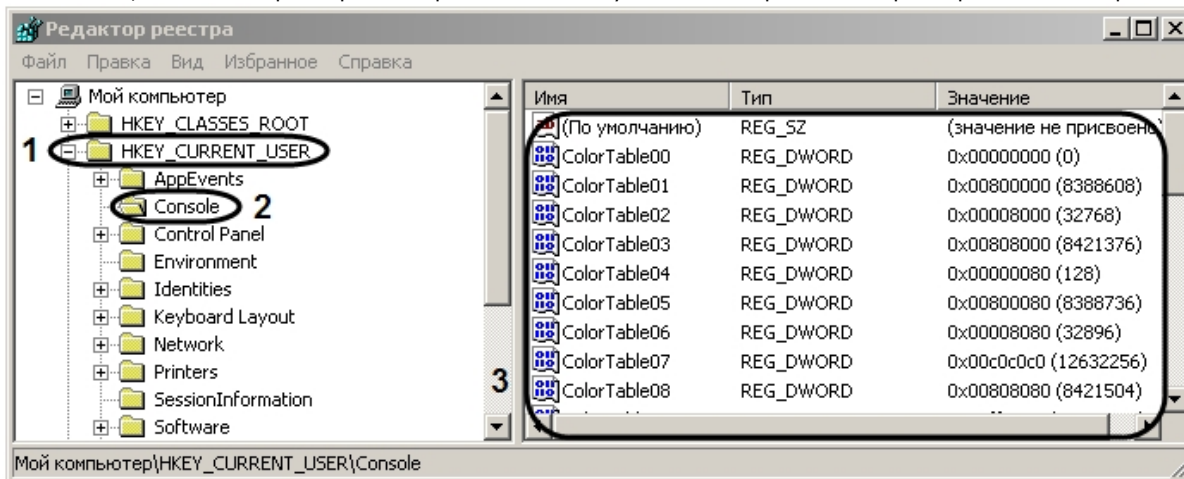 Редактор реестра
Файл Правка Вид Избранное Справка
Мой компьютер
HKEY_CLASSES_ROOT
1 HKEY_CURRENT_USER
AppEvents
Console 2
Control Panel
Environment
Identities
Keyboard Layout
Network
Printers
SessionInformation
Software
3
Имя Тип Значение
(По умолчанию) REG_SZ (значение не присвоено)
ColorTable00 REG_DWORD 0x00000000 (0)
ColorTable01 REG_DWORD 0x00800000 (8388608)
ColorTable02 REG_DWORD 0x00008000 (32768)
ColorTable03 REG_DWORD 0x00808000 (8421376)
ColorTable04 REG_DWORD 0x00000080 (128)
ColorTable05 REG_DWORD 0x00800080 (8388736)
ColorTable06 REG_DWORD 0x00008080 (32896)
ColorTable07 REG_DWORD 0x00c0c0c0 (12632256)
ColorTable08 REG_DWORD 0x00808080 (8421504)
Мой компьютер\HKEY_CURRENT_USER\Console